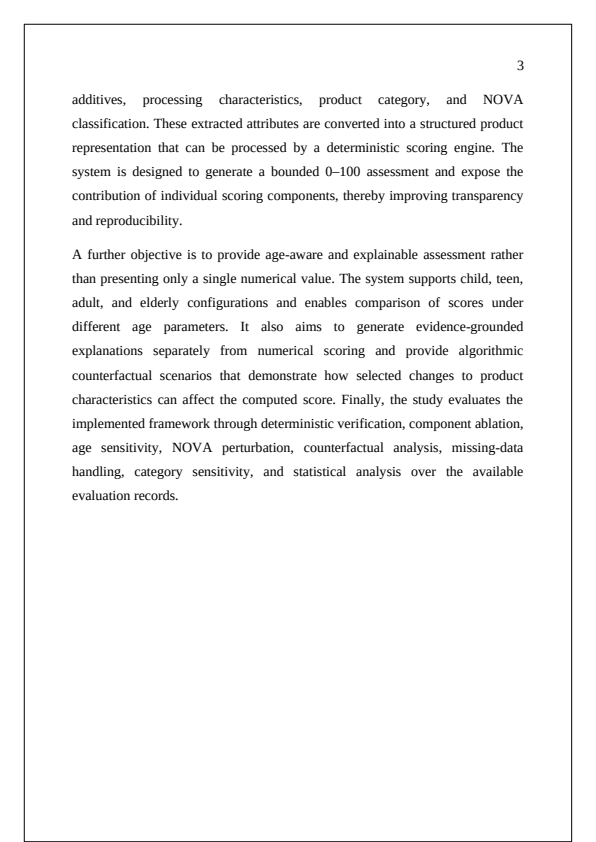 3
additives, processing characteristics, product category, and NOVA
classification. These extracted attributes are converted into a structured product
representation that can be processed by a deterministic scoring engine. The
system is designed to generate a bounded 0–100 assessment and expose the
contribution of individual scoring components, thereby improving transparency
and reproducibility.
A further objective is to provide age-aware and explainable assessment rather
than presenting only a single numerical value. The system supports child, teen,
adult, and elderly configurations and enables comparison of scores under
different age parameters. It also aims to generate evidence-grounded
explanations separately from numerical scoring and provide algorithmic
counterfactual scenarios that demonstrate how selected changes to product
characteristics can affect the computed score. Finally, the study evaluates the
implemented framework through deterministic verification, component ablation,
age sensitivity, NOVA perturbation, counterfactual analysis, missing-data
handling, category sensitivity, and statistical analysis over the available
evaluation records.